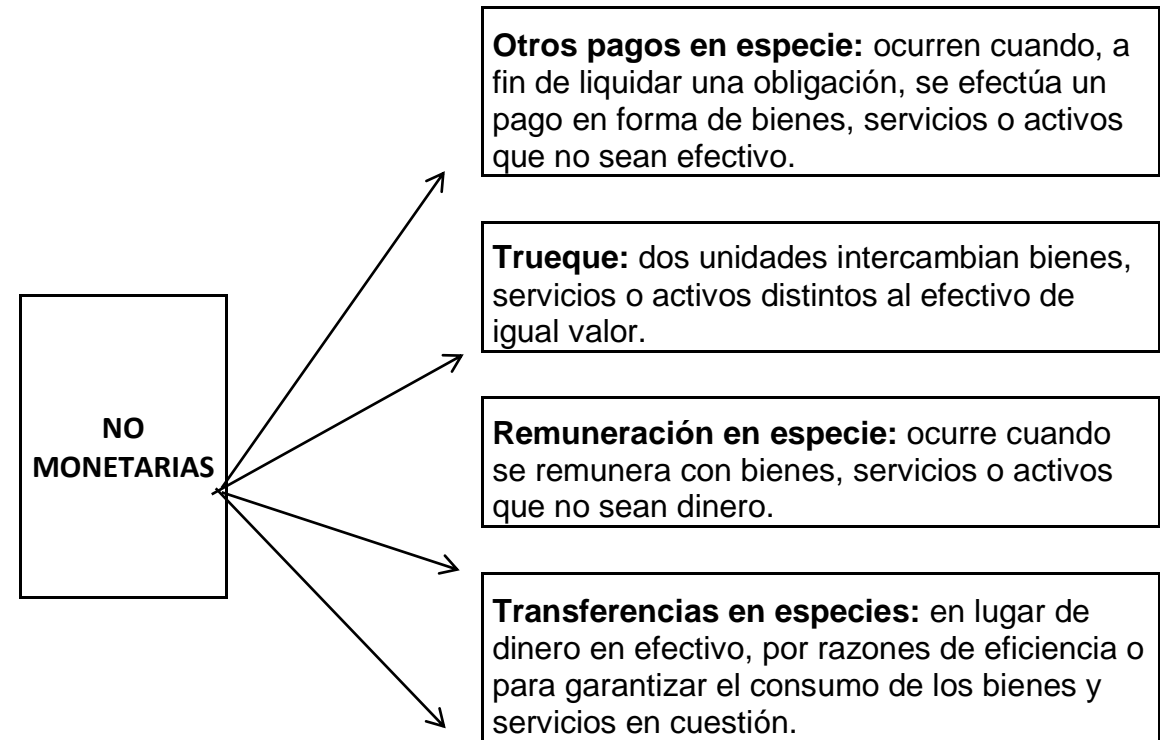 Otros pagos en especie: ocurren cuando, a
fin de liquidar una obligación, se efectúa un
pago en forma de bienes, servicios o activos
que no sean efectivo.
Trueque: dos unidades intercambian bienes,
servicios o activos distintos al efectivo de
igual valor.
NO
MONETARIAS
Remuneración en especie: ocurre cuando
se remunera con bienes, servicios o activos
que no sean dinero.
Transferencias en especies: en lugar de
dinero en efectivo, por razones de eficiencia o
para garantizar el consumo de los bienes y
servicios en cuestión.